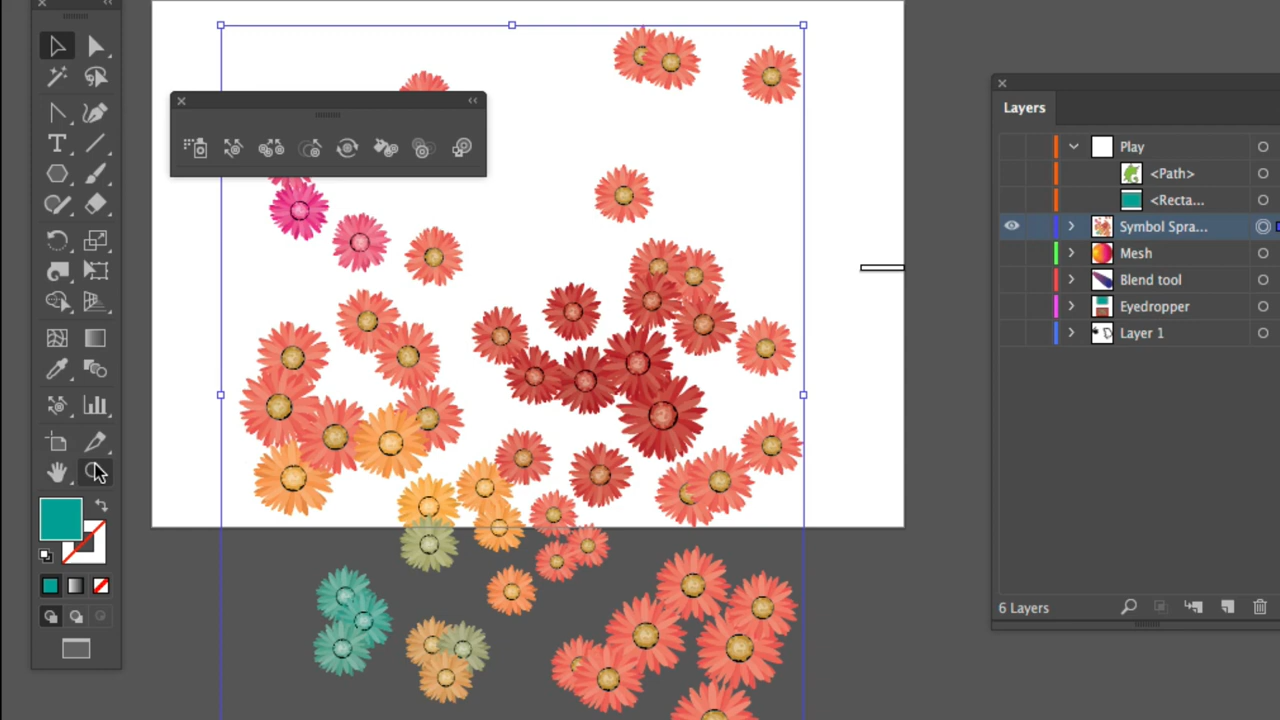 Layers
Play
<Path>
<Recta...
Symbol Spra...
Mesh
Blend tool
Eyedropper
Layer 1
6 Layers